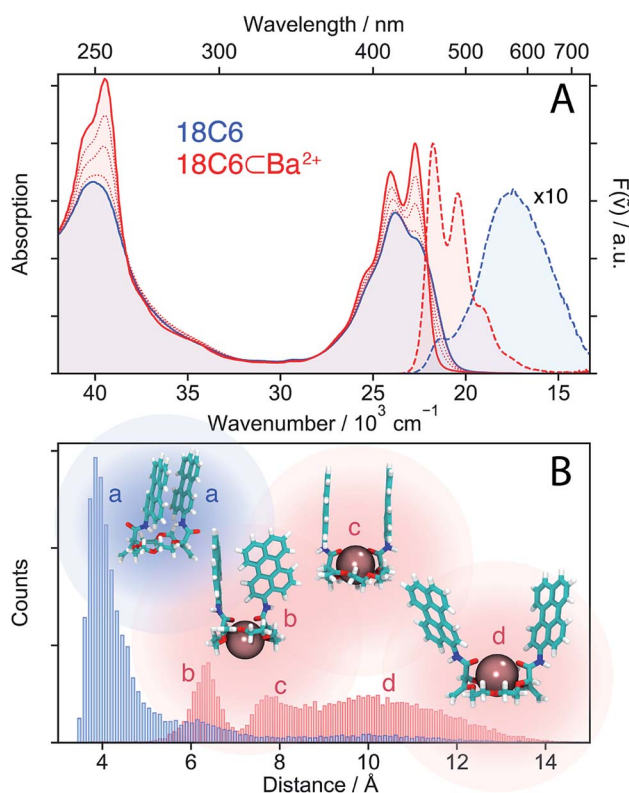 Wavelength / nm
250 300 400 500 600 700
A
18C6
18C6⊂Ba²⁺
x10
Absorption
F(ṽ) / a.u.
40 35 30 25 20 15
Wavenumber / 10³ cm⁻¹
B
a a
c
b
d
b c d
Counts
4 6 8 10 12 14
Distance / Å